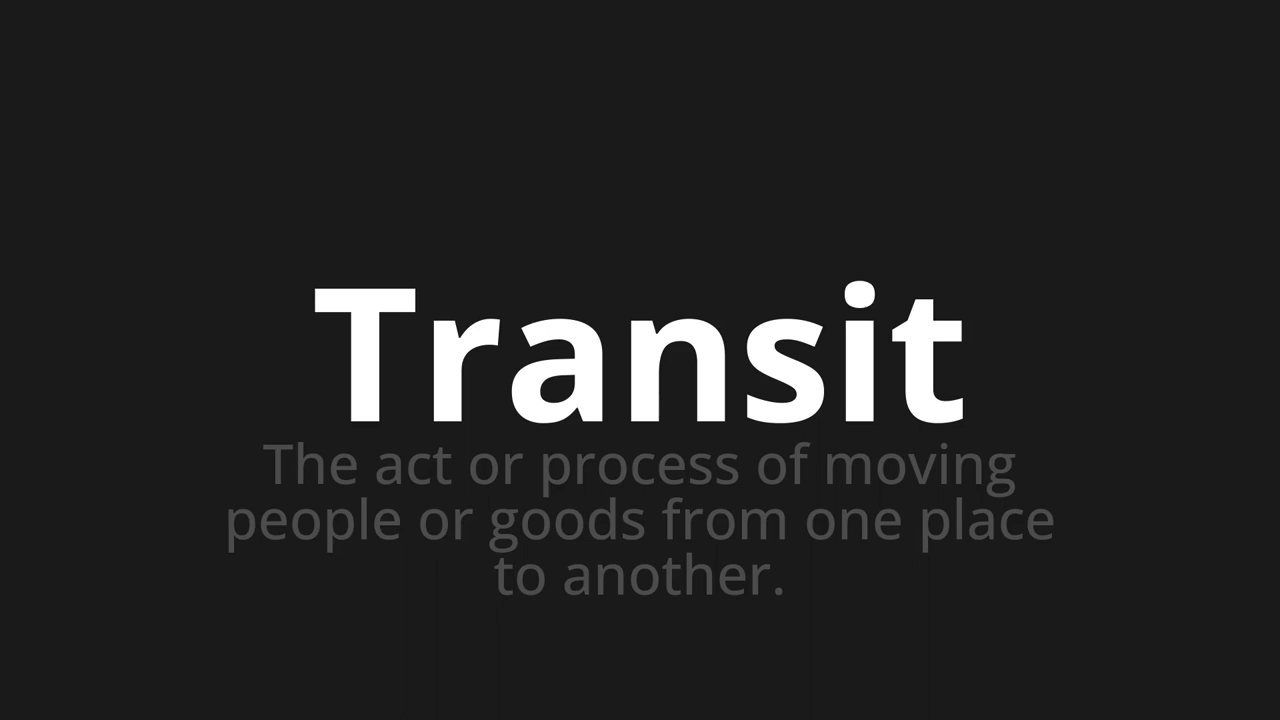 Transit
The act or process of moving
people or goods from one place
to another.